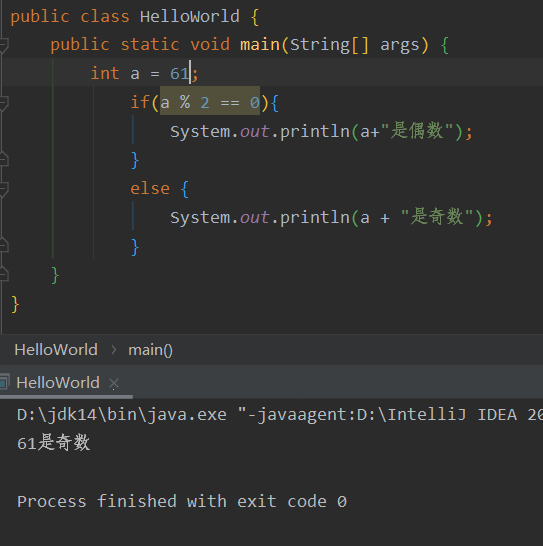 public class HelloWorld {
public static void main(String[] args) {
int a = 61;
if(a % 2 == 0){
System.out.println(a+"是偶数");
}
else {
System.out.println(a + "是奇数");
}
}
}
HelloWorld > main()
HelloWorld ×
D:\jdk14\bin\java.exe "-javaagent:D:\IntelliJ IDEA 20
61是奇数
Process finished with exit code 0